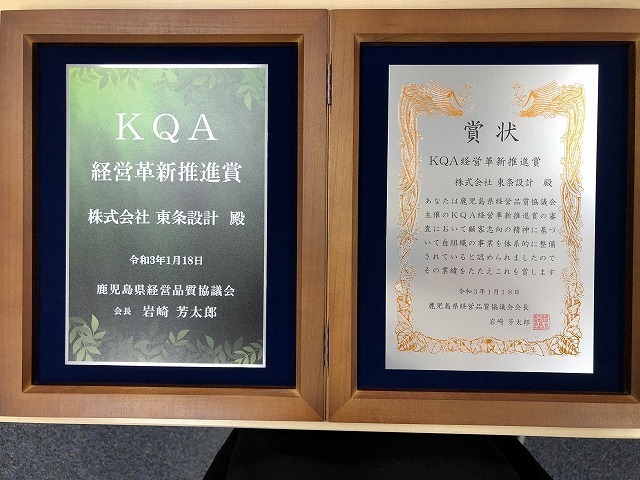 KQA
経営革新推進賞
株式会社 東条設計 殿
令和3年1月18日
鹿児島県経営品質協議会
会長 岩崎 芳太郎
賞状
KQA経営革新推進賞
株式会社 東条設計 殿
あなたは鹿児島県経営品質協議会
主催のKQA経営革新推進賞の審
査において顧客志向の精神に基づ
いて自組織の事業を体系的に整備
されていると認められましたので
その業績をたたえこれを賞します
令和3年1月18日
鹿児島県経営品質協議会会長
岩崎 芳太郎